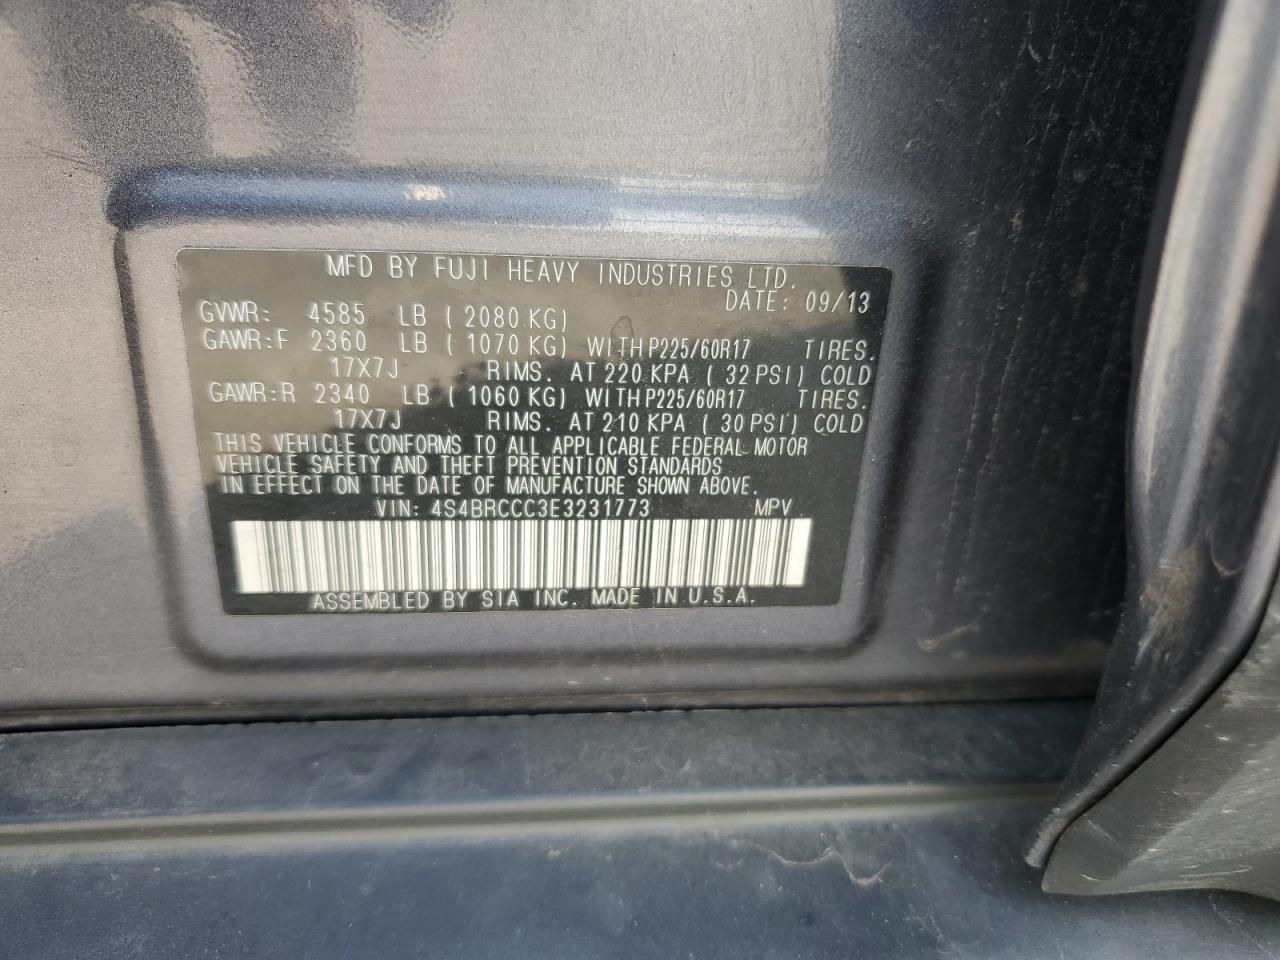 MFD BY FUJI HEAVY INDUSTRIES LTD.
DATE: 09/13
GVWR: 4585 LB (2080 KG)
GAWR:F 2360 LB (1070 KG) WITH P225/60R17 TIRES.
17X7J RIMS. AT 220 KPA (32 PSI) COLD
GAWR:R 2340 LB (1060 KG) WITH P225/60R17 TIRES.
17X7J RIMS. AT 210 KPA (30 PSI) COLD
THIS VEHICLE CONFORMS TO ALL APPLICABLE FEDERAL MOTOR
VEHICLE SAFETY AND THEFT PREVENTION STANDARDS
IN EFFECT ON THE DATE OF MANUFACTURE SHOWN ABOVE.
VIN: 4S4BRCCC3E3231773 MPV
ASSEMBLED BY SIA INC. MADE IN U.S.A.